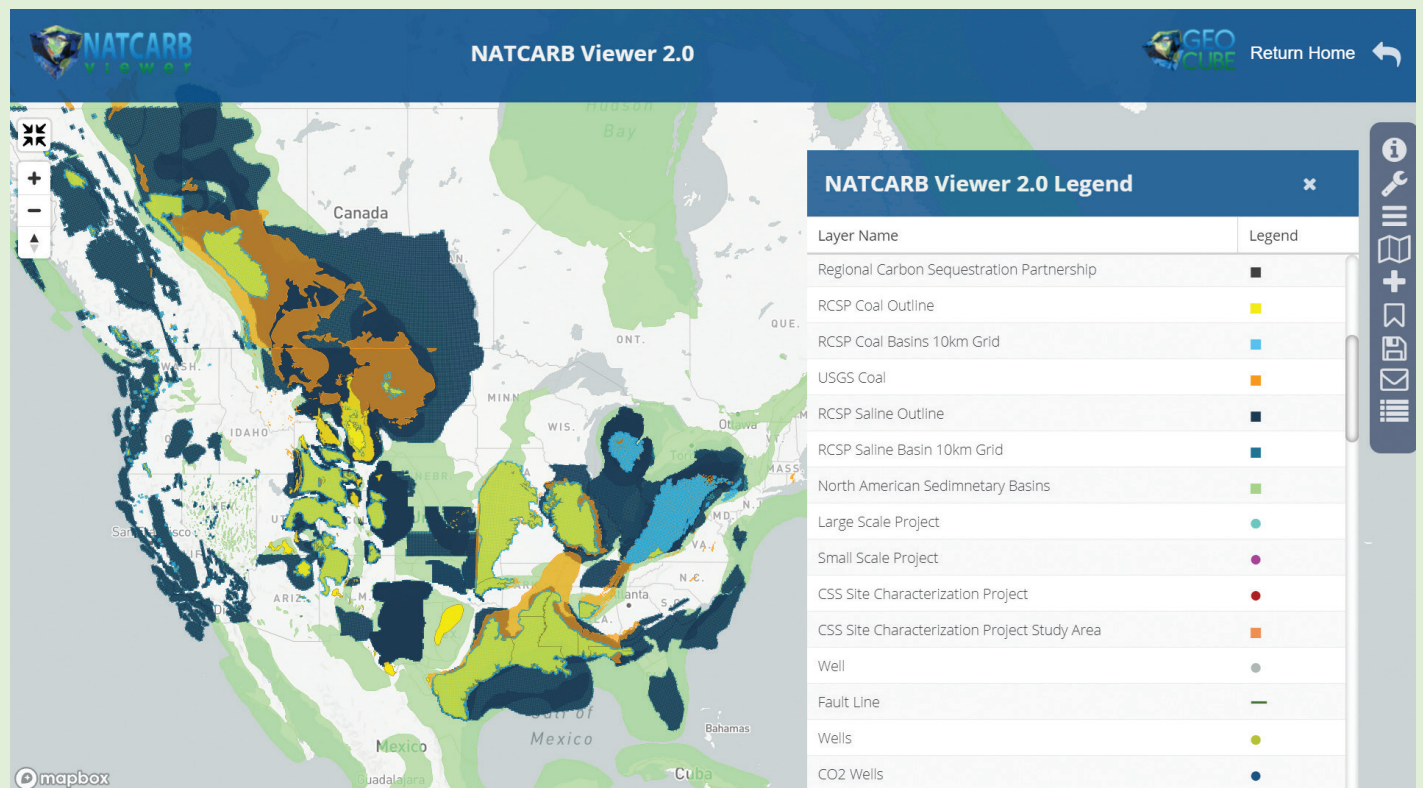 NATCARB
viewer
NATCARB Viewer 2.0
GEO
CUBE
Return Home
Hudson
Bay
Canada
QUE.
ONT.
WASH.
MINN.
WIS.
Ottawa
IDAHO
MASS
NEBR
MD.
N.J.
VA.
N.C.
ARIZ.
Atlanta
S.C.
Gulf of
Mexico
Bahamas
Mexico
Guadalajara
Cuba
mapbox
NATCARB Viewer 2.0 Legend
Layer Name Legend
Regional Carbon Sequestration Partnership
RCSP Coal Outline
RCSP Coal Basins 10km Grid
USGS Coal
RCSP Saline Outline
RCSP Saline Basin 10km Grid
North American Sedimnetary Basins
Large Scale Project
Small Scale Project
CSS Site Characterization Project
CSS Site Characterization Project Study Area
Well
Fault Line
Wells
CO2 Wells